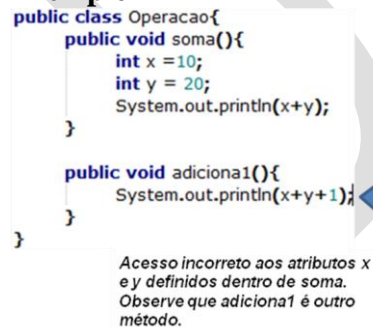 public class Operacao{
public void soma(){
int x =10;
int y = 20;
System.out.println(x+y);
}
public void adiciona1(){
System.out.println(x+y+1);
}
}
Acesso incorreto aos atributos x
e y definidos dentro de soma.
Observe que adiciona1 é outro
método.